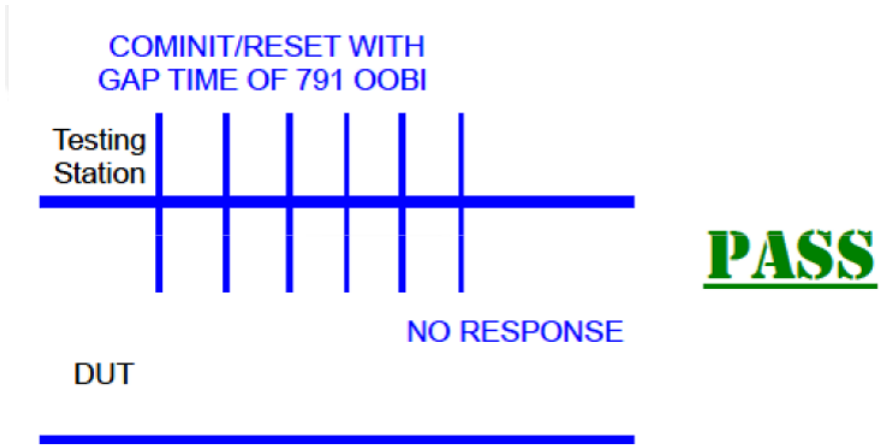 COMINIT/RESET WITH
GAP TIME OF 791 OOBI
Testing
Station
PASS
NO RESPONSE
DUT